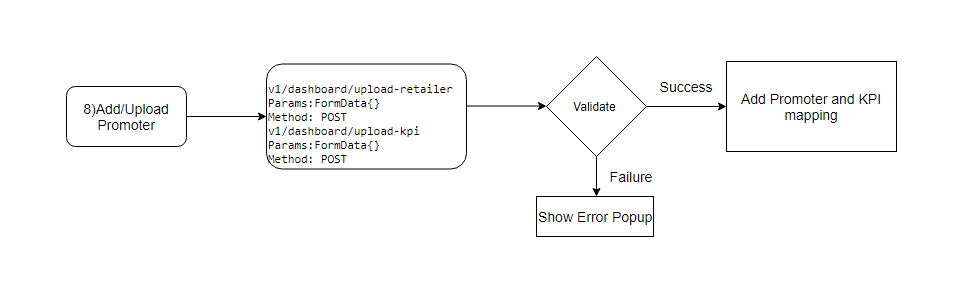 8)Add/Upload
Promoter
v1/dashboard/upload-retailer
Params:FormData{}
Method: POST
v1/dashboard/upload-kpi
Params:FormData{}
Method: POST
Validate
Success
Add Promoter and KPI
mapping
Failure
Show Error Popup